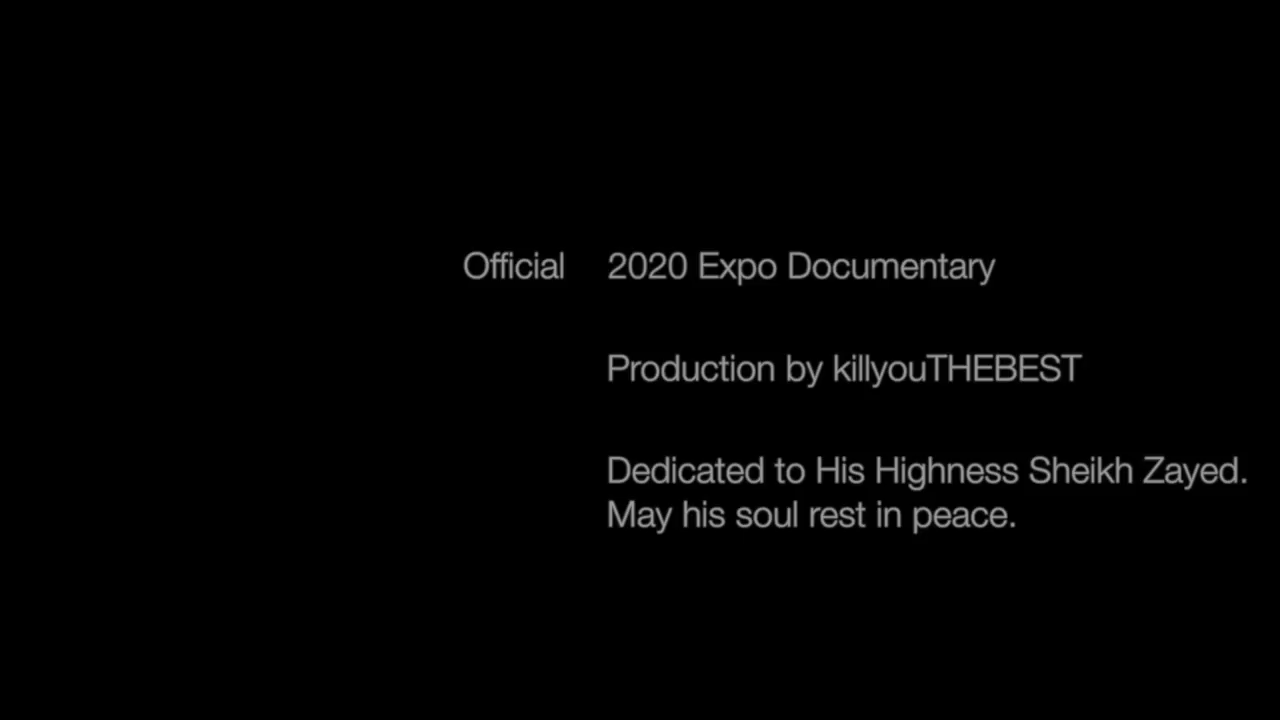 Official 2020 Expo Documentary
Production by killyouTHEBEST
Dedicated to His Highness Sheikh Zayed.
May his soul rest in peace.